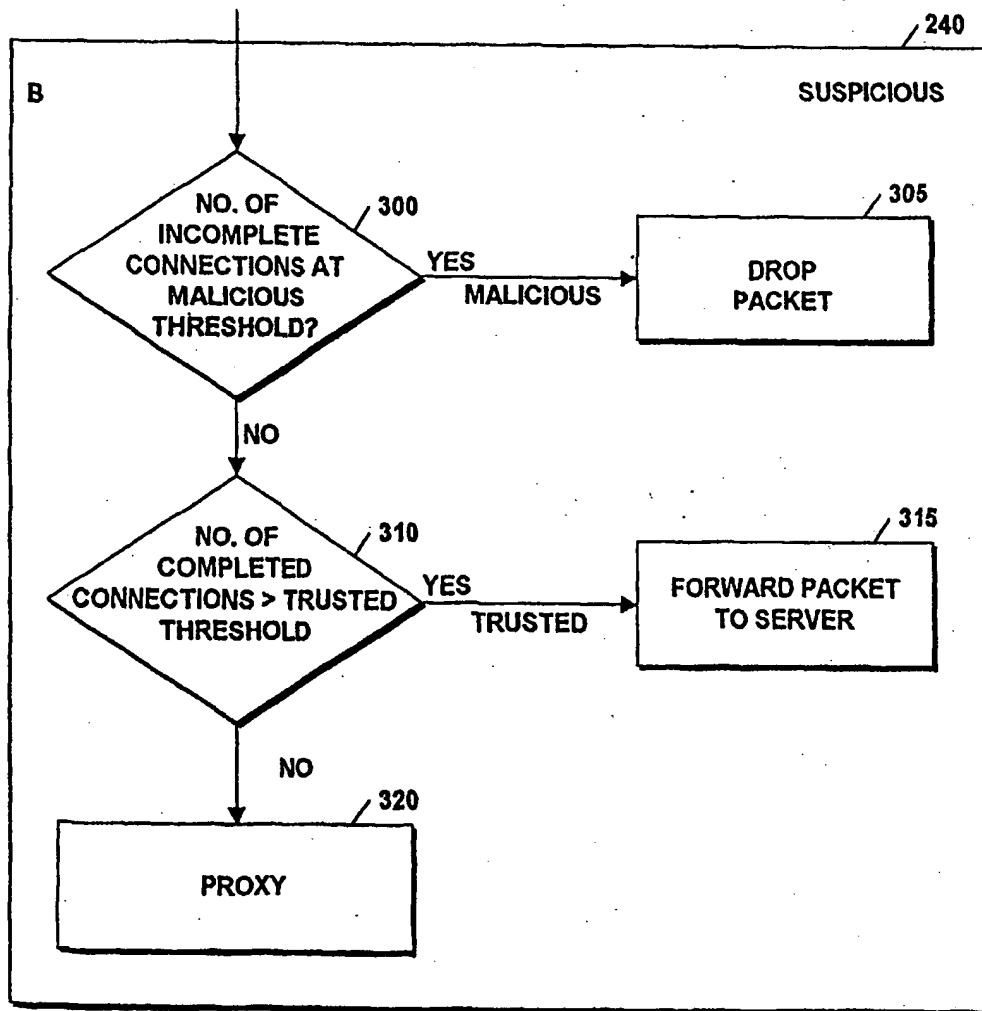 240
B
SUSPICIOUS
NO. OF
INCOMPLETE
CONNECTIONS AT
MALICIOUS
THRESHOLD?
300
YES
MALICIOUS
305
DROP
PACKET
NO
NO. OF
COMPLETED
CONNECTIONS > TRUSTED
THRESHOLD
310
YES
TRUSTED
315
FORWARD PACKET
TO SERVER
NO
320
PROXY